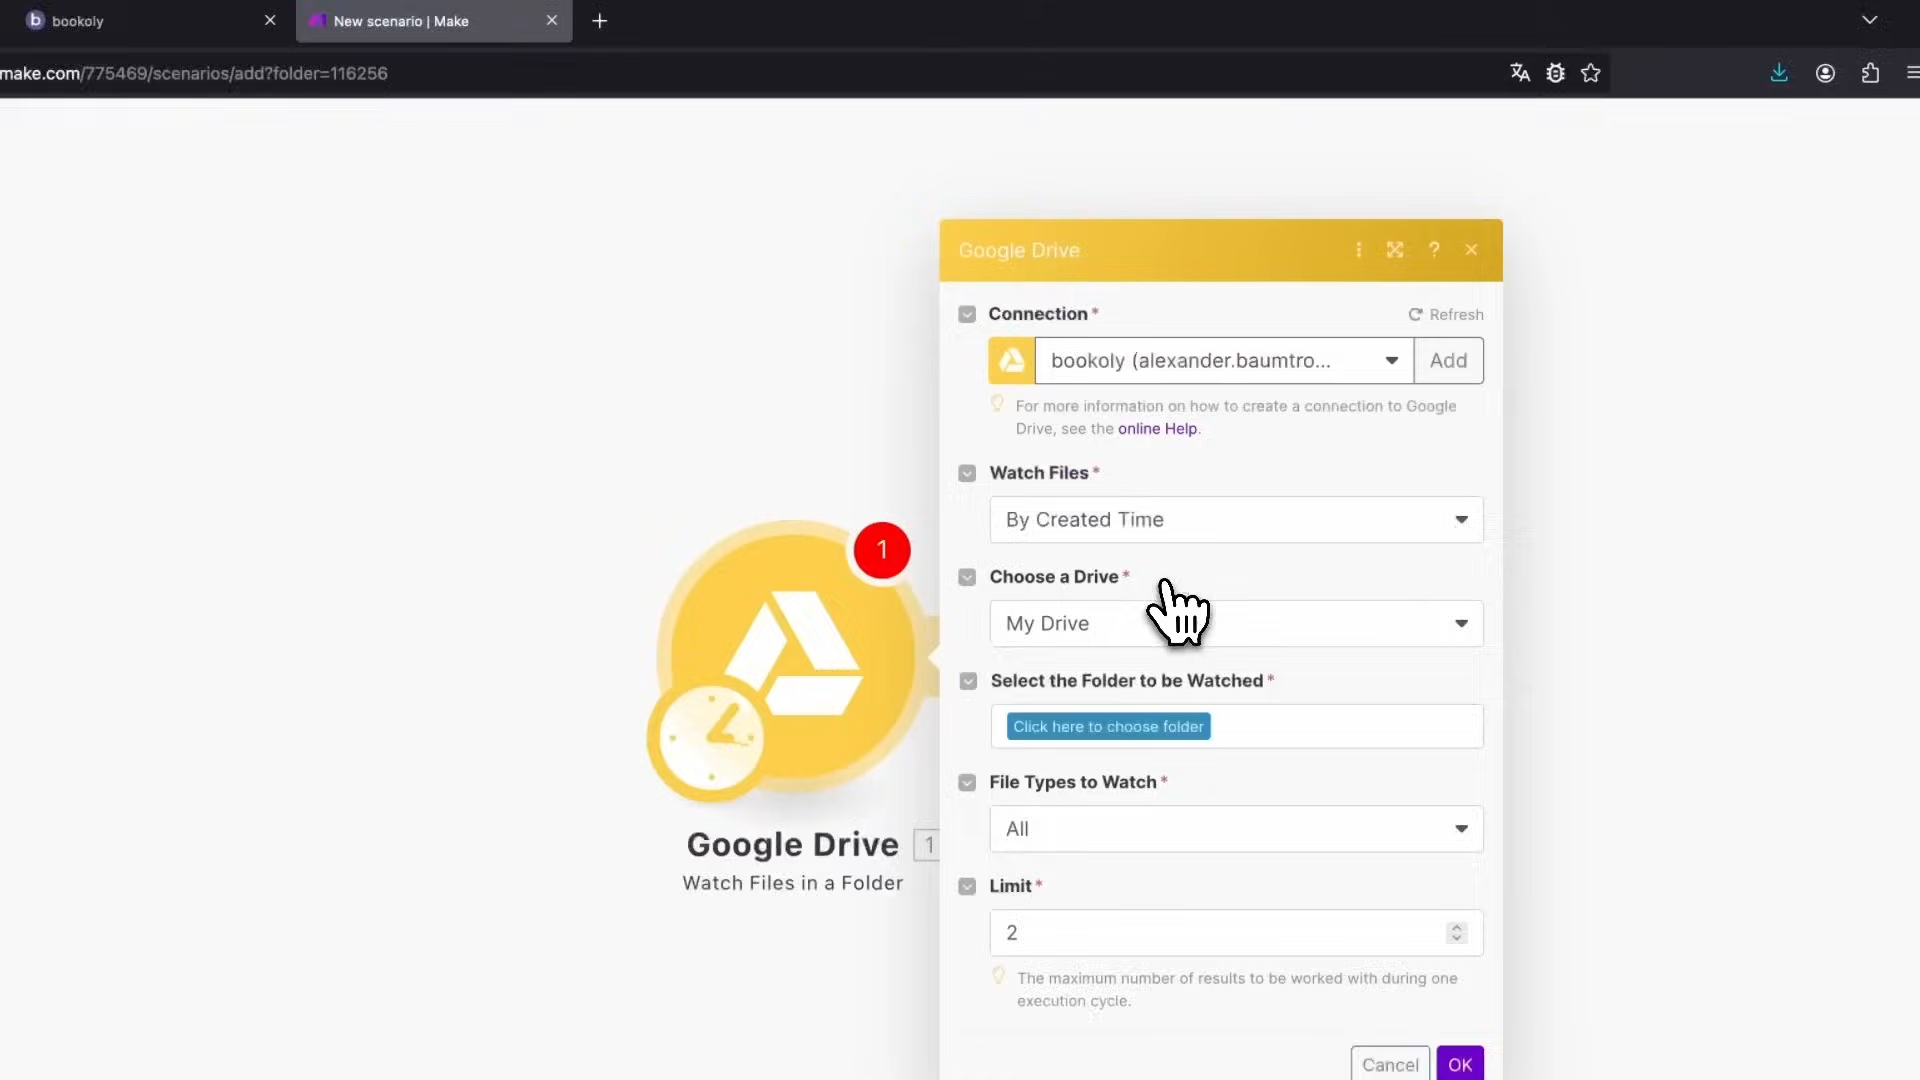 bookoly
New scenario | Make
make.com/775469/scenarios/add?folder=116256
Google Drive
?
Connection *
Refresh
bookoly (alexander.baumtro...
Add
For more information on how to create a connection to Google
Drive, see the online Help.
Watch Files *
By Created Time
Choose a Drive *
My Drive
Select the Folder to be Watched *
Click here to choose folder
File Types to Watch *
All
Limit *
2
The maximum number of results to be worked with during one
execution cycle.
Cancel
OK
1
Google Drive
1
Watch Files in a Folder